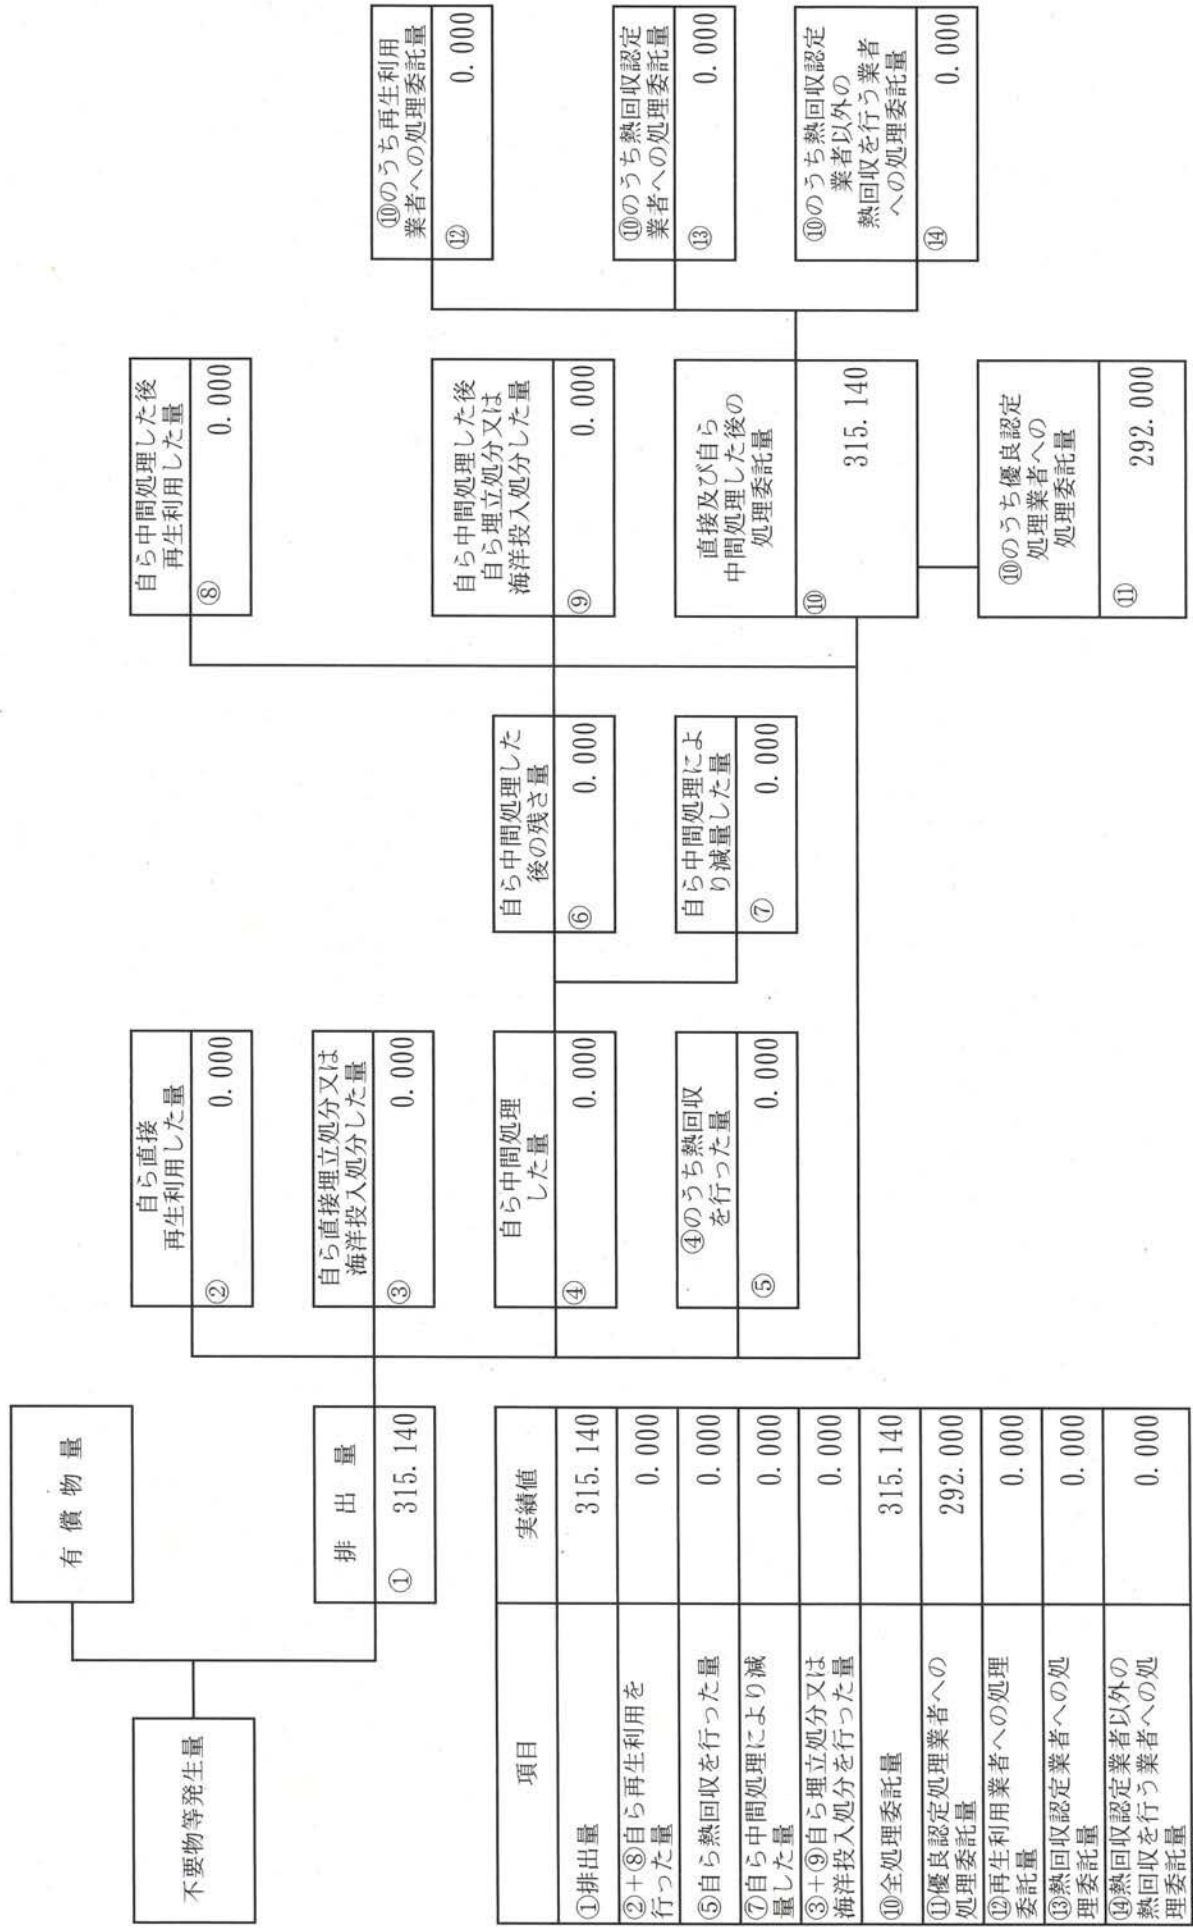 不要物等発生量
有償物量
排出量
① 315.140
自ら直接
再生利用した量
② 0.000
自ら直接埋立処分又は
海洋投入処分した量
③ 0.000
自ら中間処理
した量
④ 0.000
④のうち熱回収
を行った量
⑤ 0.000
自ら中間処理した
後の残さ量
⑥ 0.000
自ら中間処理によ
り減量した量
⑦ 0.000
自ら中間処理した後
再生利用した量
⑧ 0.000
自ら中間処理した後
自ら埋立処分又は
海洋投入処分した量
⑨ 0.000
直接及び自ら
中間処理した後の
処理委託量
⑩ 315.140
⑩のうち優良認定
処理業者への
処理委託量
⑪ 292.000
⑩のうち再生利用
業者への処理委託量
⑫ 0.000
⑩のうち熱回収認定
業者への処理委託量
⑬ 0.000
⑩のうち熱回収認定
業者以外の
熱回収を行う業者
への処理委託量
⑭ 0.000
項目 実績値
①排出量 315.140
②+⑧自ら再生利用を
行った量 0.000
⑤自ら熱回収を行った量 0.000
⑦自ら中間処理により減
量した量 0.000
③+⑨自ら埋立処分又は
海洋投入処分を行った量 0.000
⑩全処理委託量 315.140
⑪優良認定処理業者への
処理委託量 292.000
⑫再生利用業者への処理
委託量 0.000
⑬熱回収認定業者への処
理委託量 0.000
⑭熱回収認定業者以外の
熱回収を行う業者への処
理委託量 0.000